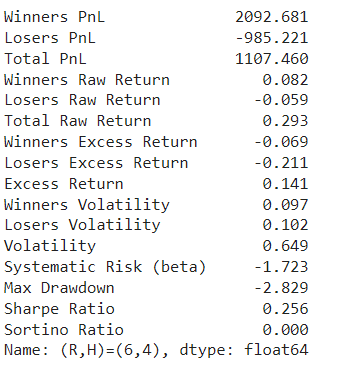 Winners PnL 2092.681
Losers PnL -985.221
Total PnL 1107.460
Winners Raw Return 0.082
Losers Raw Return -0.059
Total Raw Return 0.293
Winners Excess Return -0.069
Losers Excess Return -0.211
Excess Return 0.141
Winners Volatility 0.097
Losers Volatility 0.102
Volatility 0.649
Systematic Risk (beta) -1.723
Max Drawdown -2.829
Sharpe Ratio 0.256
Sortino Ratio 0.000
Name: (R,H)=(6,4), dtype: float64